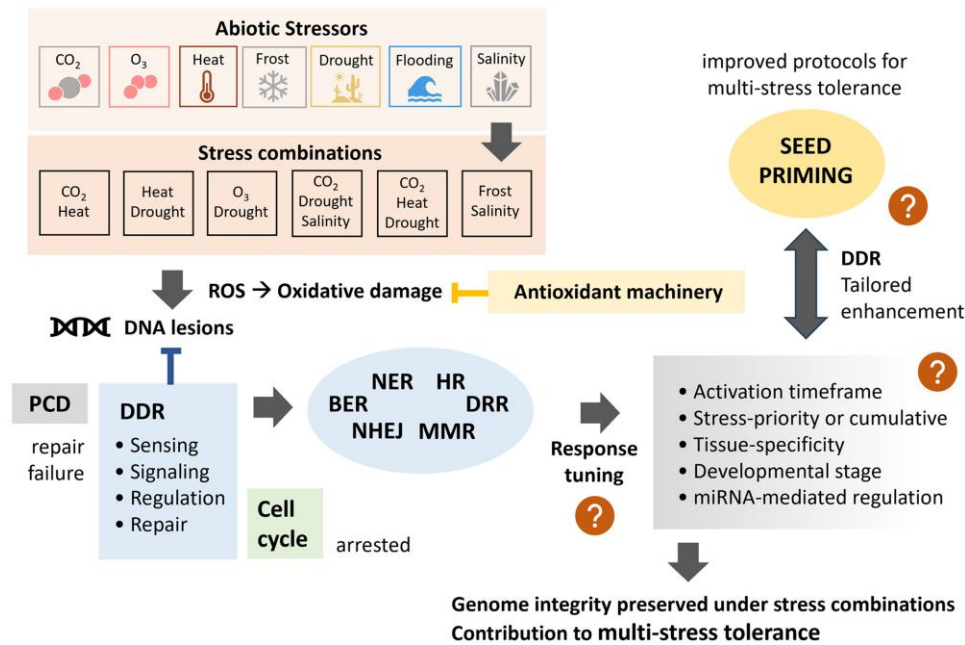 Abiotic Stressors
CO2
O3
Heat
Frost
Drought
Flooding
Salinity
Stress combinations
CO2
Heat
Heat
Drought
O3
Drought
CO2
Drought
Salinity
CO2
Heat
Drought
Frost
Salinity
improved protocols for
multi-stress tolerance
SEED
PRIMING
?
DDR
Tailored
enhancement
ROS → Oxidative damage
Antioxidant machinery
DNA lesions
PCD
repair
failure
DDR
• Sensing
• Signaling
• Regulation
• Repair
Cell
cycle
arrested
NER HR
BER DRR
NHEJ MMR
Response
tuning
?
?
• Activation timeframe
• Stress-priority or cumulative
• Tissue-specificity
• Developmental stage
• miRNA-mediated regulation
Genome integrity preserved under stress combinations
Contribution to multi-stress tolerance